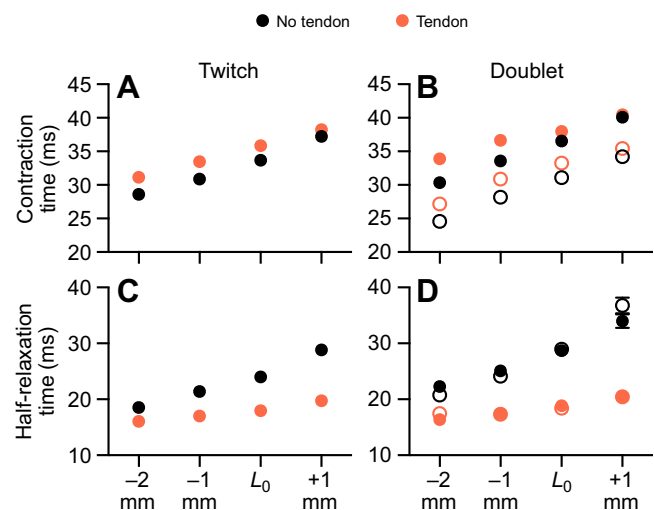 No tendon Tendon
Twitch Doublet
A B
Contraction
time (ms)
45
40
35
30
25
20
45
40
35
30
25
20
C D
Half-relaxation
time (ms)
40
30
20
10
40
30
20
10
–2 –1 L0 +1
mm mm mm
–2 –1 L0 +1
mm mm mm